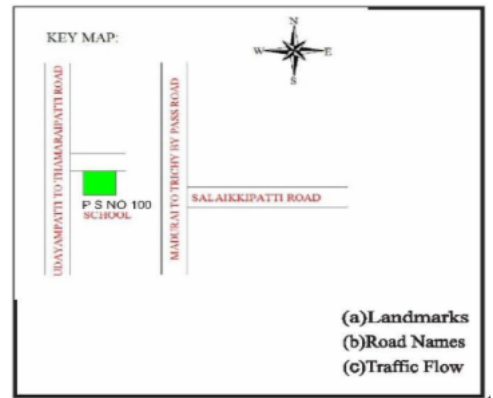 KEY MAP:
N
W
E
S
UDAYAMPATTI TO THAMARAIPATTI ROAD
MADURAI TO TRICHY BY PASS ROAD
P S NO 100
SCHOOL
SALAIKKIPATTI ROAD
(a)Landmarks
(b)Road Names
(c)Traffic Flow